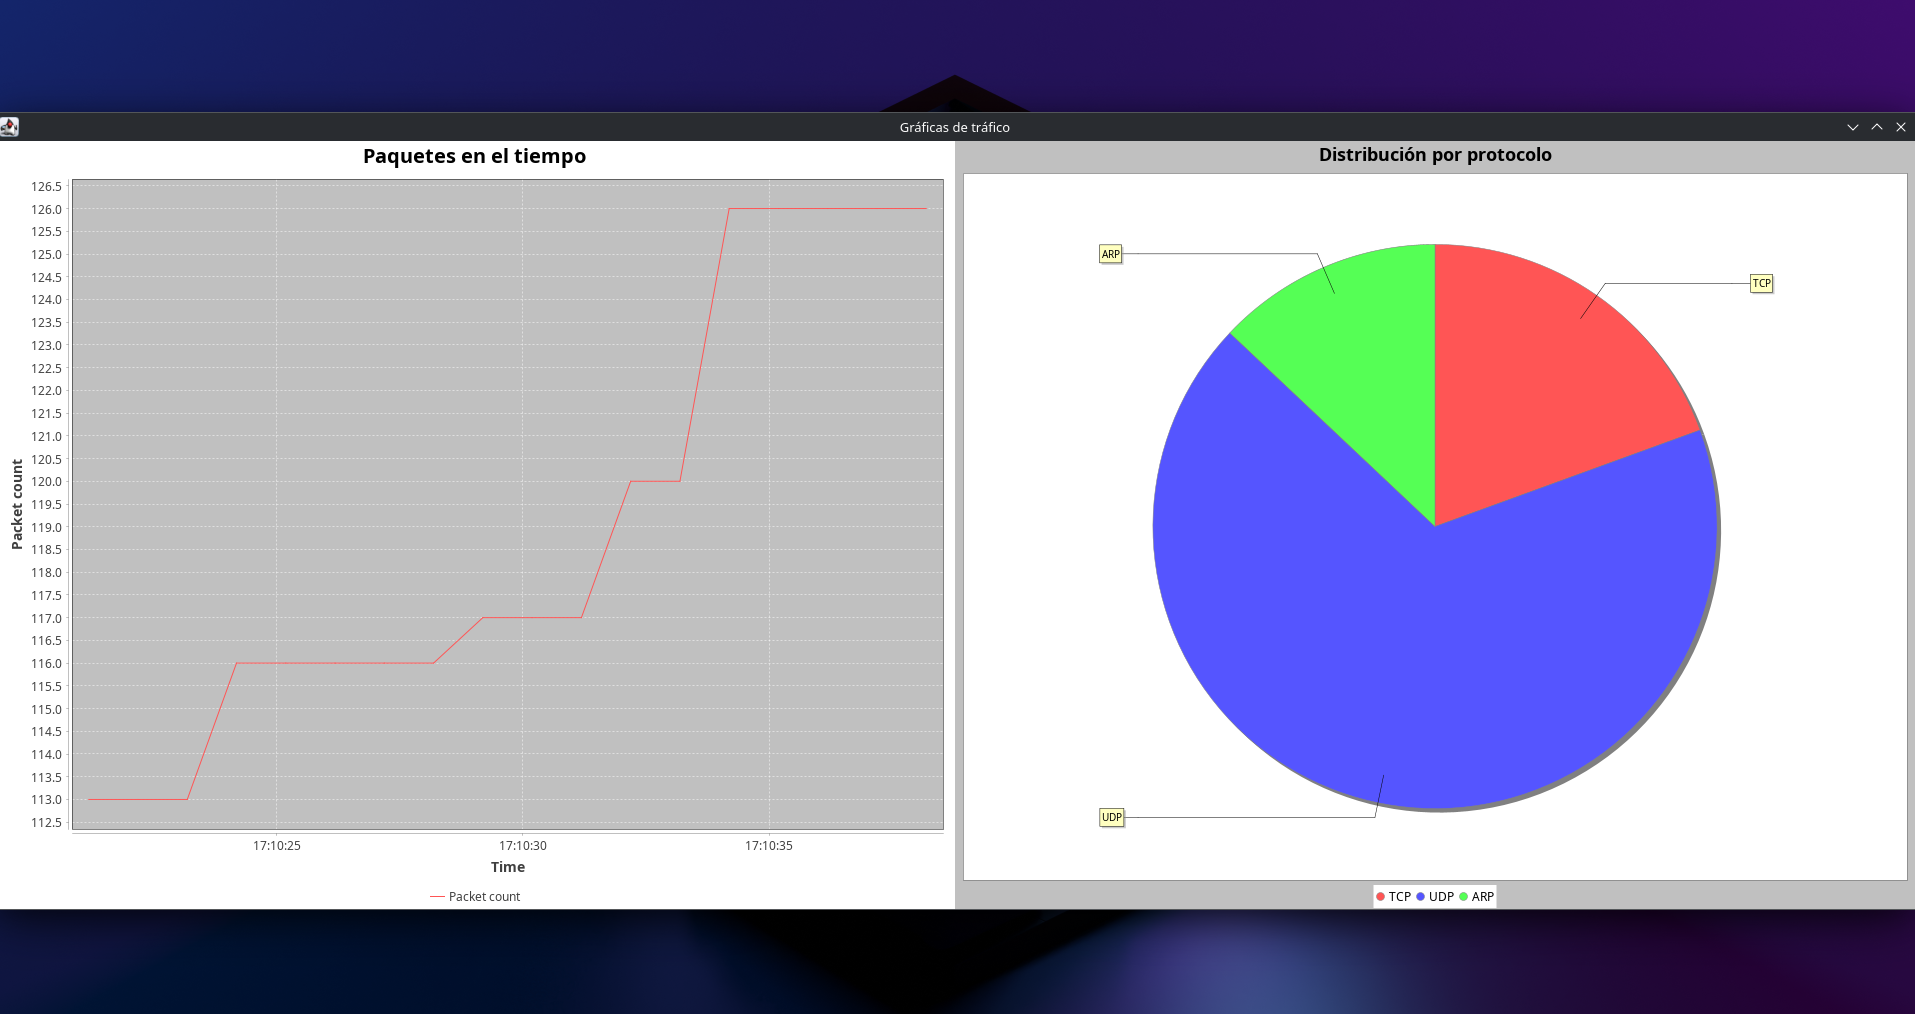 Gráficas de tráfico
Paquetes en el tiempo
126.5
126.0
125.5
125.0
124.5
124.0
123.5
123.0
122.5
122.0
121.5
121.0
120.5
120.0
119.5
119.0
118.5
118.0
117.5
117.0
116.5
116.0
115.5
115.0
114.5
114.0
113.5
113.0
112.5
Packet count
17:10:25 17:10:30 17:10:35
Time
Packet count
Distribución por protocolo
ARP
TCP
UDP
TCP UDP ARP